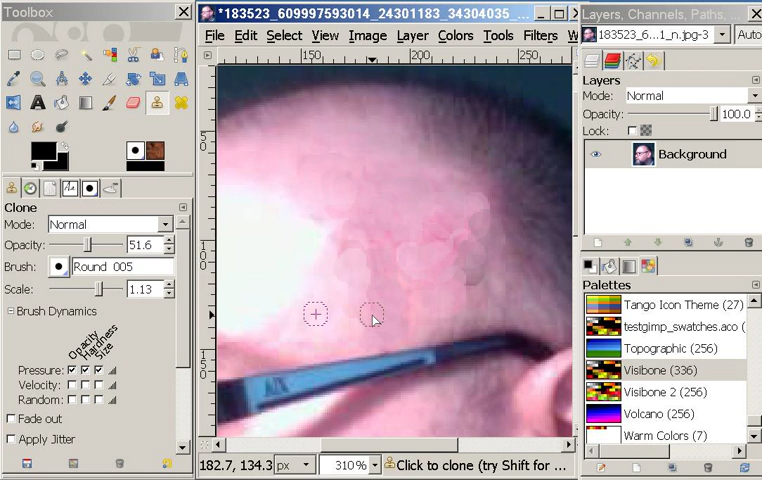 Toolbox
*183523_609997593014_24301183_34304035_...
Layers, Channels, Paths, ...
File Edit Select View Image Layer Colors Tools Filters W
183523_6...1_n.jpg-3 Auto
150 200 250
50
100
150
Layers
Mode: Normal
Opacity: 100.0
Lock:
Background
Clone
Mode: Normal
Opacity: 51.6
Brush: Round 005
Scale: 1.13
Brush Dynamics
Opacity
Hardness
Size
Pressure:
Velocity:
Random:
Fade out
Apply Jitter
Palettes
Tango Icon Theme (27)
testgimp_swatches.aco (
Topographic (256)
Visibone (336)
Visibone 2 (256)
Volcano (256)
Warm Colors (7)
182.7, 134.3 px 310% Click to clone (try Shift for ...